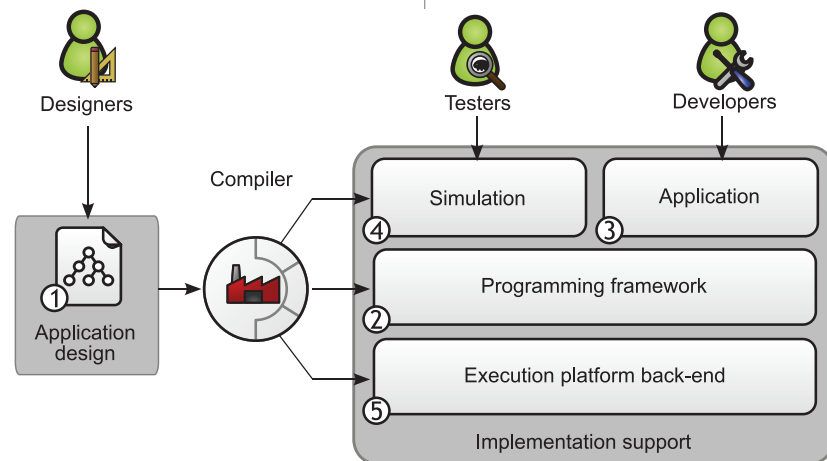 Designers
Testers
Developers
Compiler
Simulation
4
Application
3
1
Application
design
Programming framework
2
Execution platform back-end
5
Implementation support